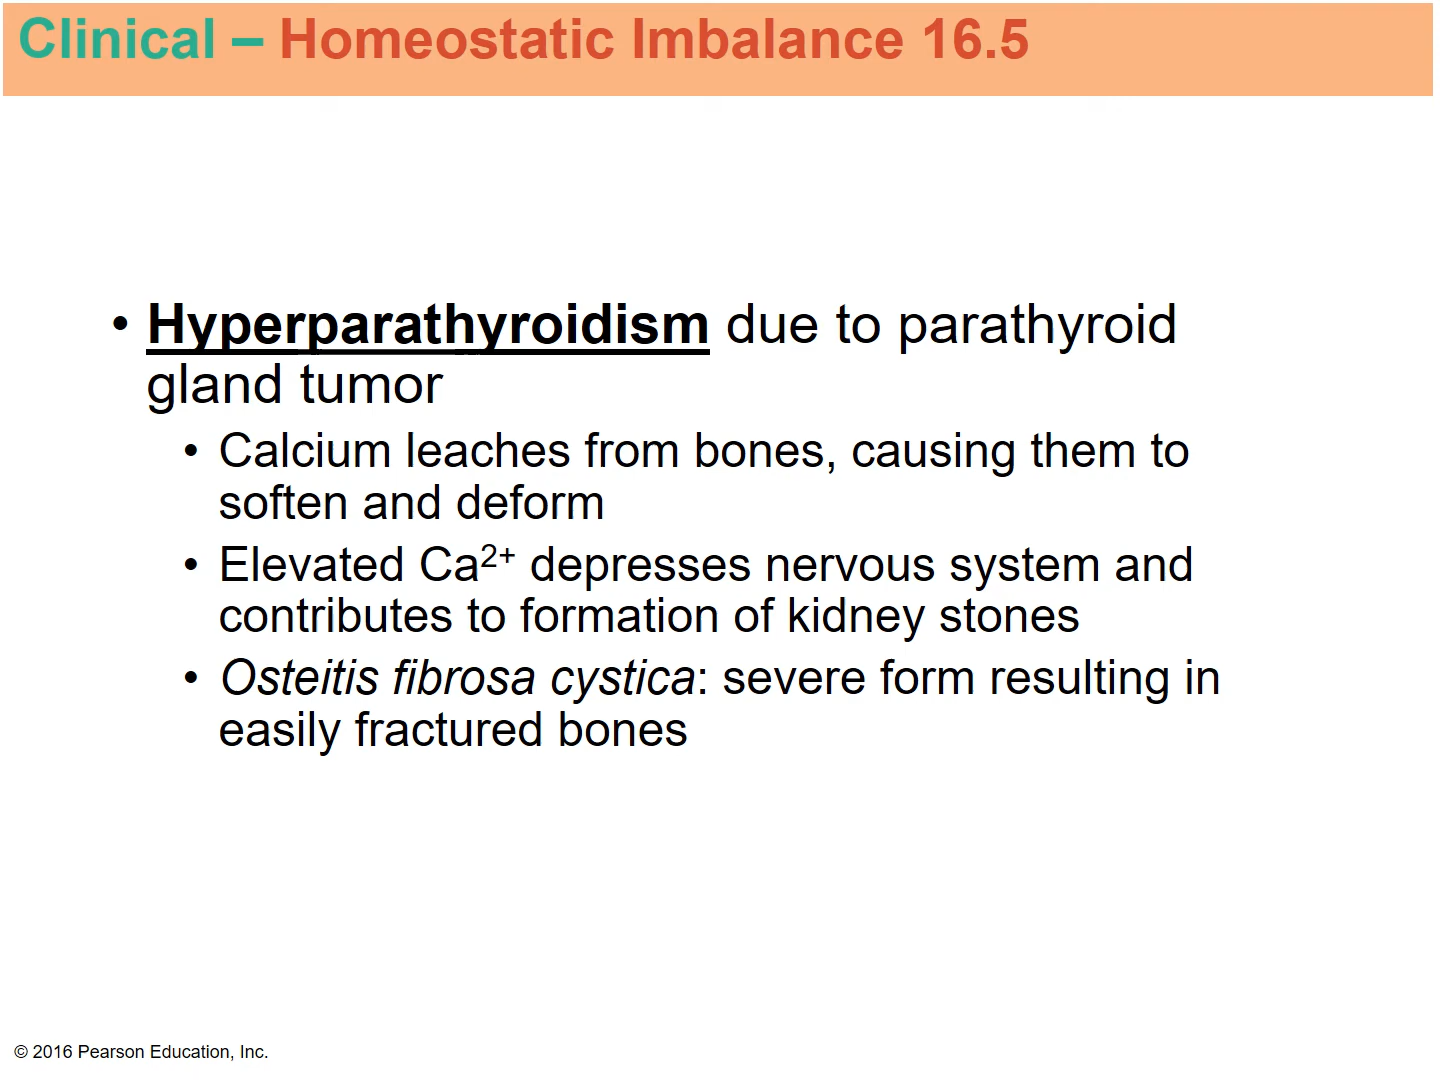 Clinical – Homeostatic Imbalance 16.5
• Hyperparathyroidism due to parathyroid
gland tumor
• Calcium leaches from bones, causing them to
soften and deform
• Elevated Ca²⁺ depresses nervous system and
contributes to formation of kidney stones
• Osteitis fibrosa cystica: severe form resulting in
easily fractured bones
© 2016 Pearson Education, Inc.